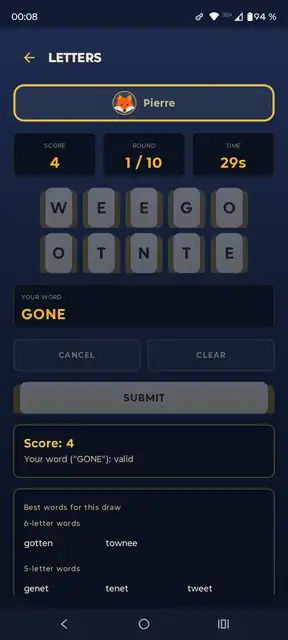 00:08 3G+ 94 %
← LETTERS
Pierre
SCORE ROUND TIME
4 1 / 10 29s
W E E G O
O T N T E
YOUR WORD
GONE
CANCEL CLEAR
SUBMIT
Score: 4
Your word ("GONE"): valid
Best words for this draw
6-letter words
gotten townee
5-letter words
genet tenet tweet